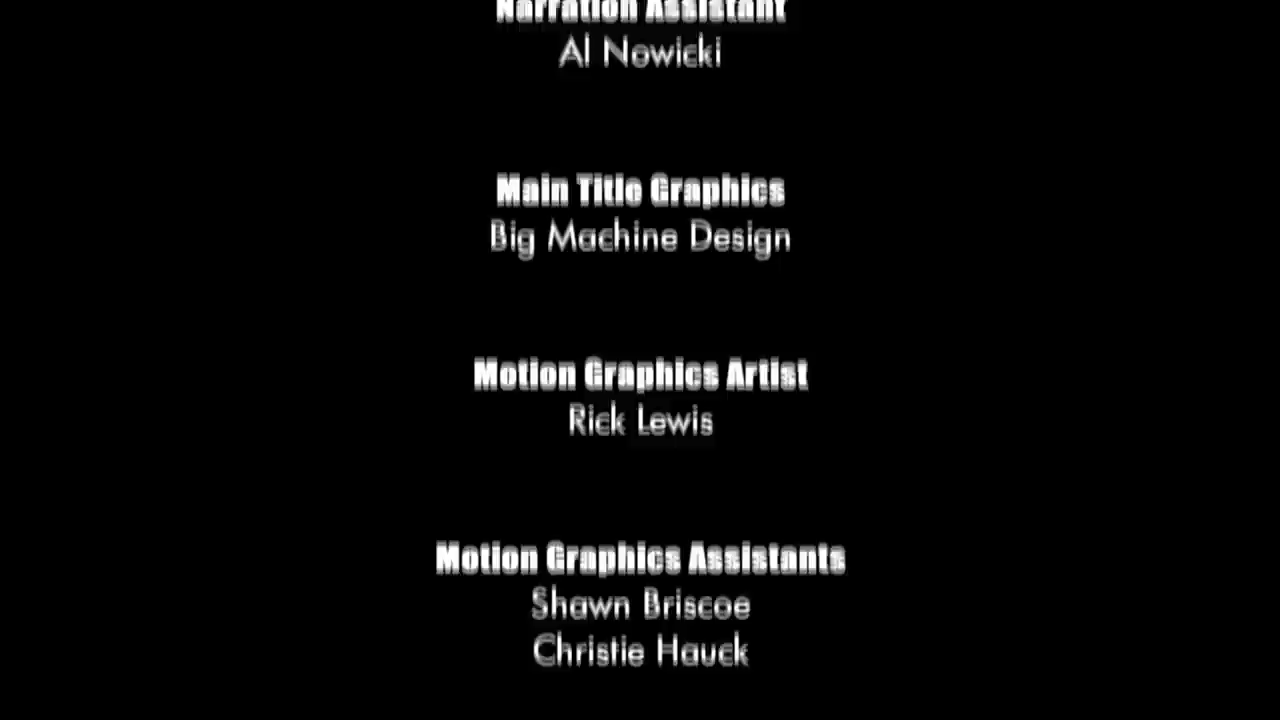 Narration Assistant
Al Nowicki
Main Title Graphics
Big Machine Design
Motion Graphics Artist
Rick Lewis
Motion Graphics Assistants
Shawn Briscoe
Christie Hauck